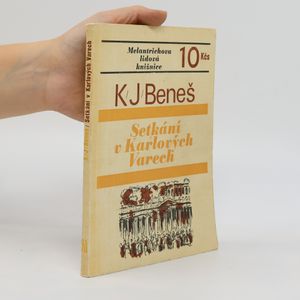 Melantrichova
lidová
knižnice
10 Kčs
K/J/Beneš
Setkání
v Karlových
Varech
K/J/Beneš/ Setkání v Karlových Varech